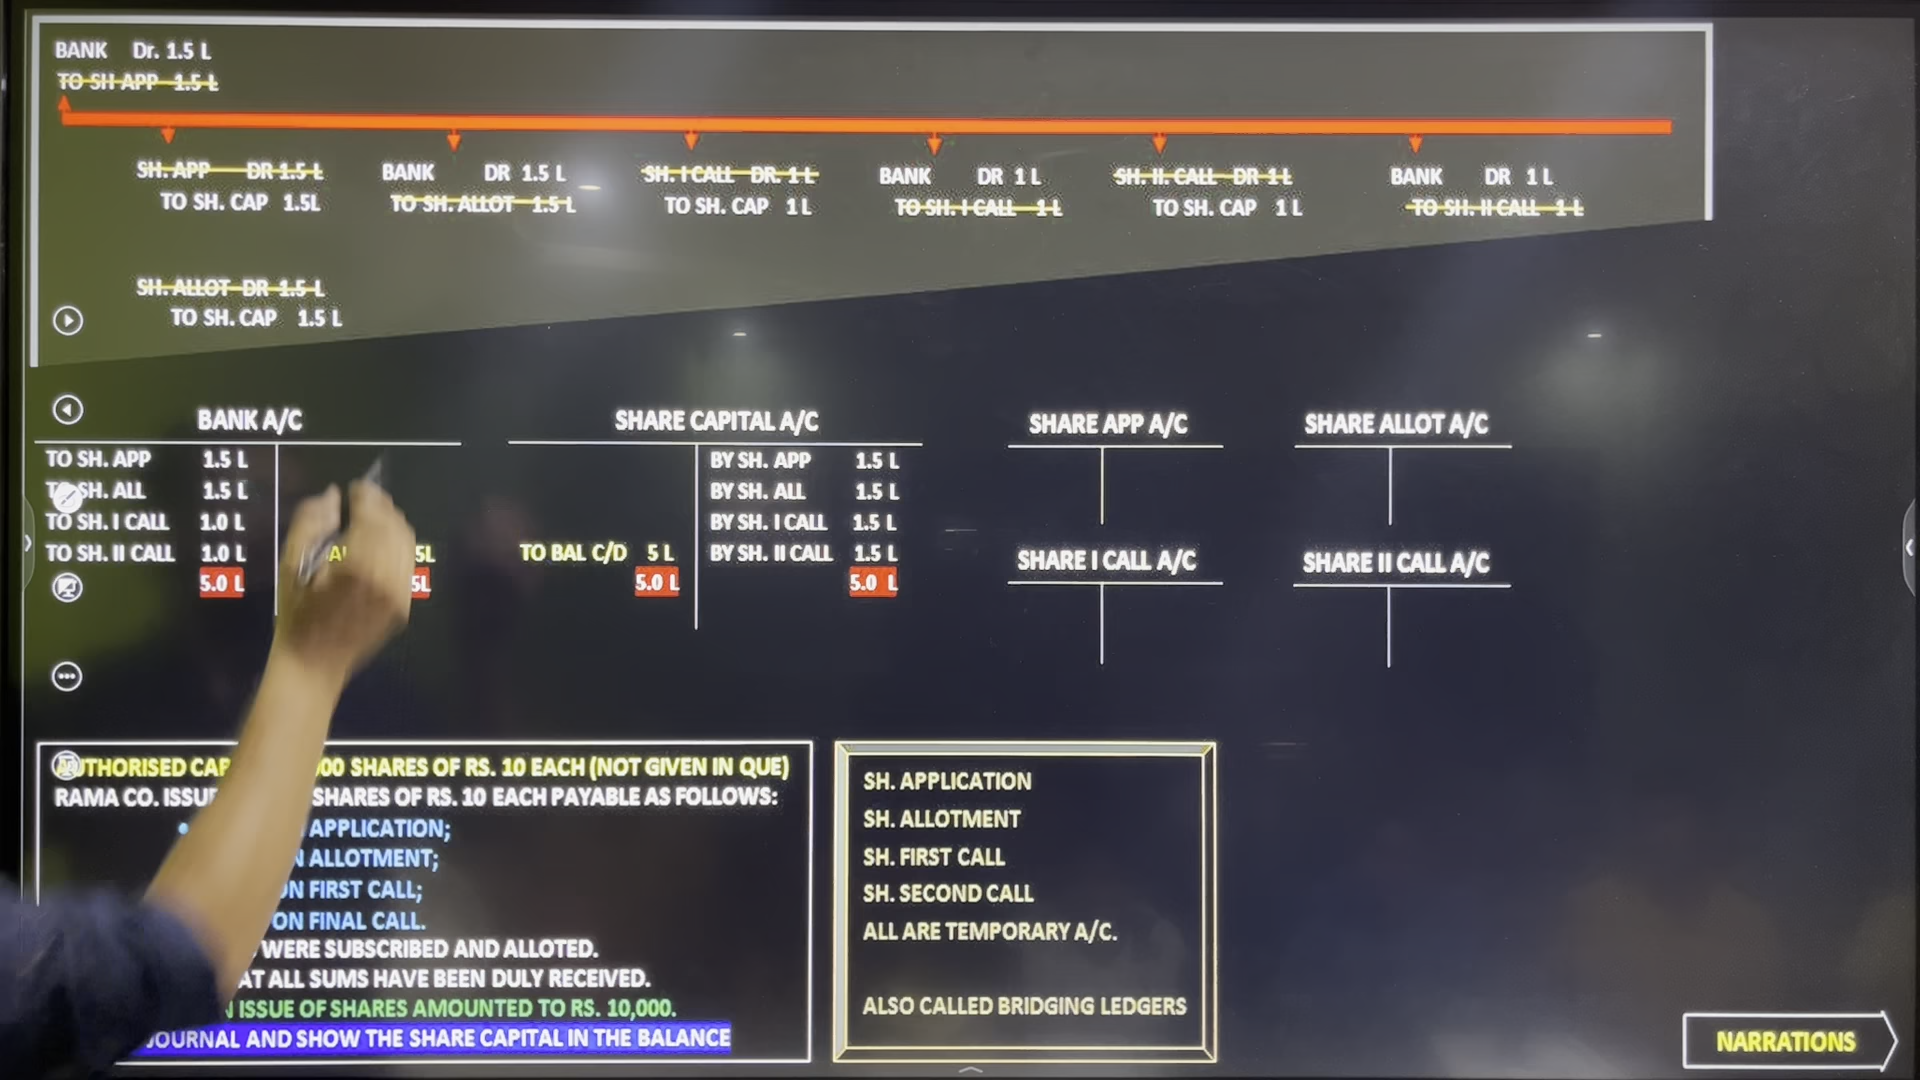 BANK Dr. 1.5 L
TO SH APP 1.5 L
SH. APP DR 1.5 L
TO SH. CAP 1.5L
BANK DR 1.5 L
TO SH. ALLOT 1.5 L
SH. I CALL DR. 1 L
TO SH. CAP 1 L
BANK DR 1 L
TO SH. I CALL 1 L
SH. II. CALL DR 1 L
TO SH. CAP 1 L
BANK DR 1 L
TO SH. II CALL 1 L
SH. ALLOT DR 1.5 L
TO SH. CAP 1.5 L
BANK A/C
TO SH. APP 1.5 L
SH. ALL 1.5 L
TO SH. I CALL 1.0 L
TO SH. II CALL 1.0 L 5L
5.0 L 5L
SHARE CAPITAL A/C
BY SH. APP 1.5 L
BY SH. ALL 1.5 L
BY SH. I CALL 1.5 L
TO BAL C/D 5 L BY SH. II CALL 1.5 L
5.0 L 5.0 L
SHARE APP A/C
SHARE ALLOT A/C
SHARE I CALL A/C
SHARE II CALL A/C
AUTHORISED 00 SHARES OF RS. 10 EACH (NOT GIVEN IN QUE)
RAMA CO. SHARES OF RS. 10 EACH PAYABLE AS FOLLOWS:
APPLICATION;
ALLOTMENT;
ON FIRST CALL;
ON FINAL CALL.
WERE SUBSCRIBED AND ALLOTED.
AT ALL SUMS HAVE BEEN DULY RECEIVED.
ISSUE OF SHARES AMOUNTED TO RS. 10,000.
JOURNAL AND SHOW THE SHARE CAPITAL IN THE BALANCE
SH. APPLICATION
SH. ALLOTMENT
SH. FIRST CALL
SH. SECOND CALL
ALL ARE TEMPORARY A/C.
ALSO CALLED BRIDGING LEDGERS
NARRATIONS